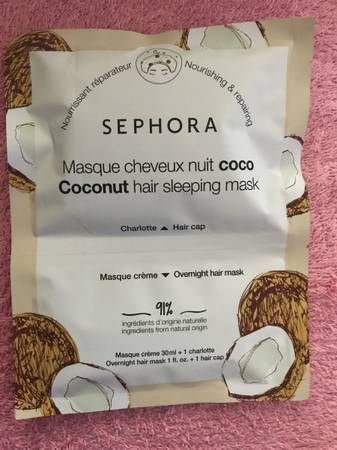 Nourrissant réparateur Nourishing & repairing
SEPHORA
Masque cheveux nuit coco
Coconut hair sleeping mask
Charlotte ▲ Hair cap
Masque crème ▼ Overnight hair mask
91%
ingrédients d'origine naturelle
ingredients from natural origin
Masque crème 30ml + 1 charlotte
Overnight hair mask 1 fl. oz. + 1 hair cap